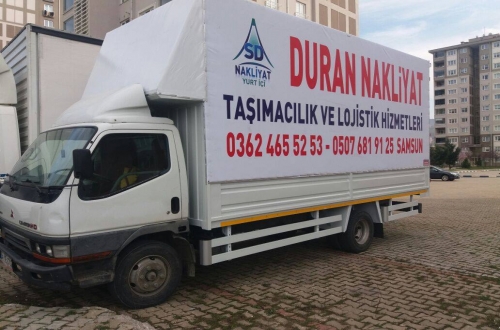 SD
NAKLİYAT
YURT İÇİ
DURAN NAKLİYAT
TAŞIMACILIK VE LOJİSTİK HİZMETLERİ
0362 465 52 53 - 0507 681 91 25 SAMSUN